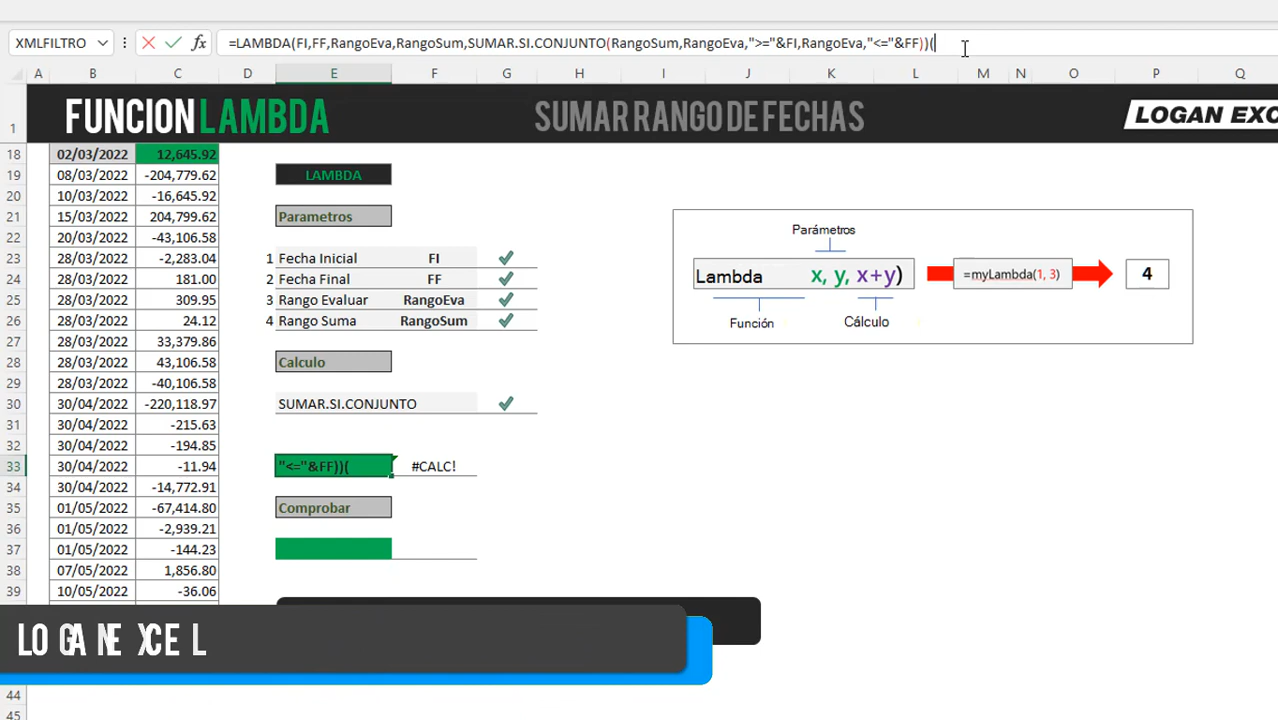 XMLFILTRO fx =LAMBDA(FI,FF,RangoEva,RangoSum,SUMAR.SI.CONJUNTO(RangoSum,RangoEva,">="&FI,RangoEva,"<="&FF))(
A B C D E F G H I J K L M N O P Q
1 FUNCION LAMBDA SUMAR RANGO DE FECHAS LOGAN EXC
18 02/03/2022 12,645.92
19 08/03/2022 -204,779.62 LAMBDA
20 10/03/2022 -16,645.92
21 15/03/2022 204,799.62 Parametros
Parámetros
22 20/03/2022 -43,106.58
23 28/03/2022 -2,283.04 1 Fecha Inicial FI
Lambda x, y, x+y) =myLambda(1, 3) 4
24 28/03/2022 181.00 2 Fecha Final FF
25 28/03/2022 309.95 3 Rango Evaluar RangoEva
26 28/03/2022 24.12 4 Rango Suma RangoSum
Función Cálculo
27 28/03/2022 33,379.86
28 28/03/2022 43,106.58 Calculo
29 28/03/2022 -40,106.58
30 30/04/2022 -220,118.97 SUMAR.SI.CONJUNTO
31 30/04/2022 -215.63
32 30/04/2022 -194.85
33 30/04/2022 -11.94 "<="&FF))( #CALC!
34 30/04/2022 -14,772.91
35 01/05/2022 -67,414.80 Comprobar
36 01/05/2022 -2,939.21
37 01/05/2022 -144.23
38 07/05/2022 1,856.80
39 10/05/2022 -36.06
LOGAN EXCEL
44
45